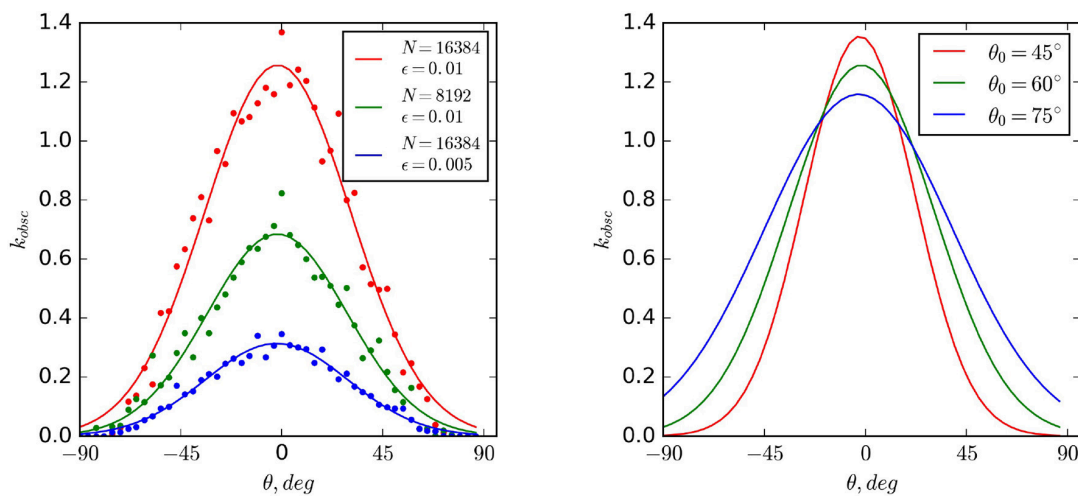 1.4
1.2
1.0
0.8
0.6
0.4
0.2
0.0
k_obsc
−90
−45
0
45
90
θ, deg
N = 16384
ϵ = 0.01
N = 8192
ϵ = 0.01
N = 16384
ϵ = 0.005
1.4
1.2
1.0
0.8
0.6
0.4
0.2
0.0
k_obsc
−90
−45
0
45
90
θ, deg
θ₀ = 45°
θ₀ = 60°
θ₀ = 75°